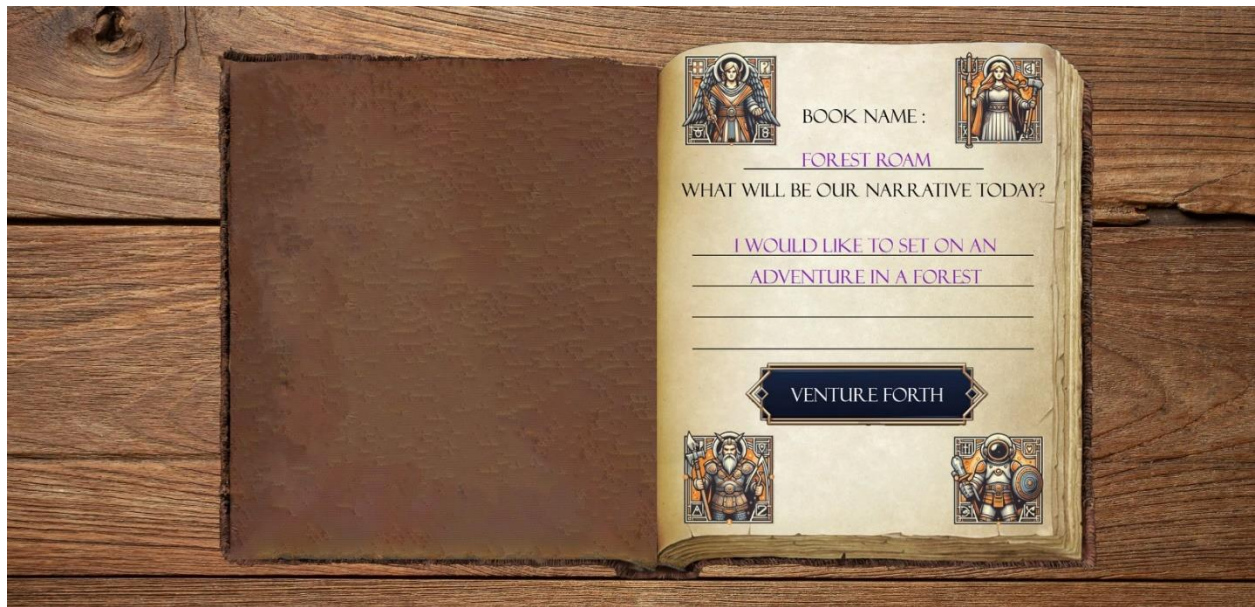 BOOK NAME :
FOREST ROAM
WHAT WILL BE OUR NARRATIVE TODAY?
I WOULD LIKE TO SET ON AN
ADVENTURE IN A FOREST
VENTURE FORTH